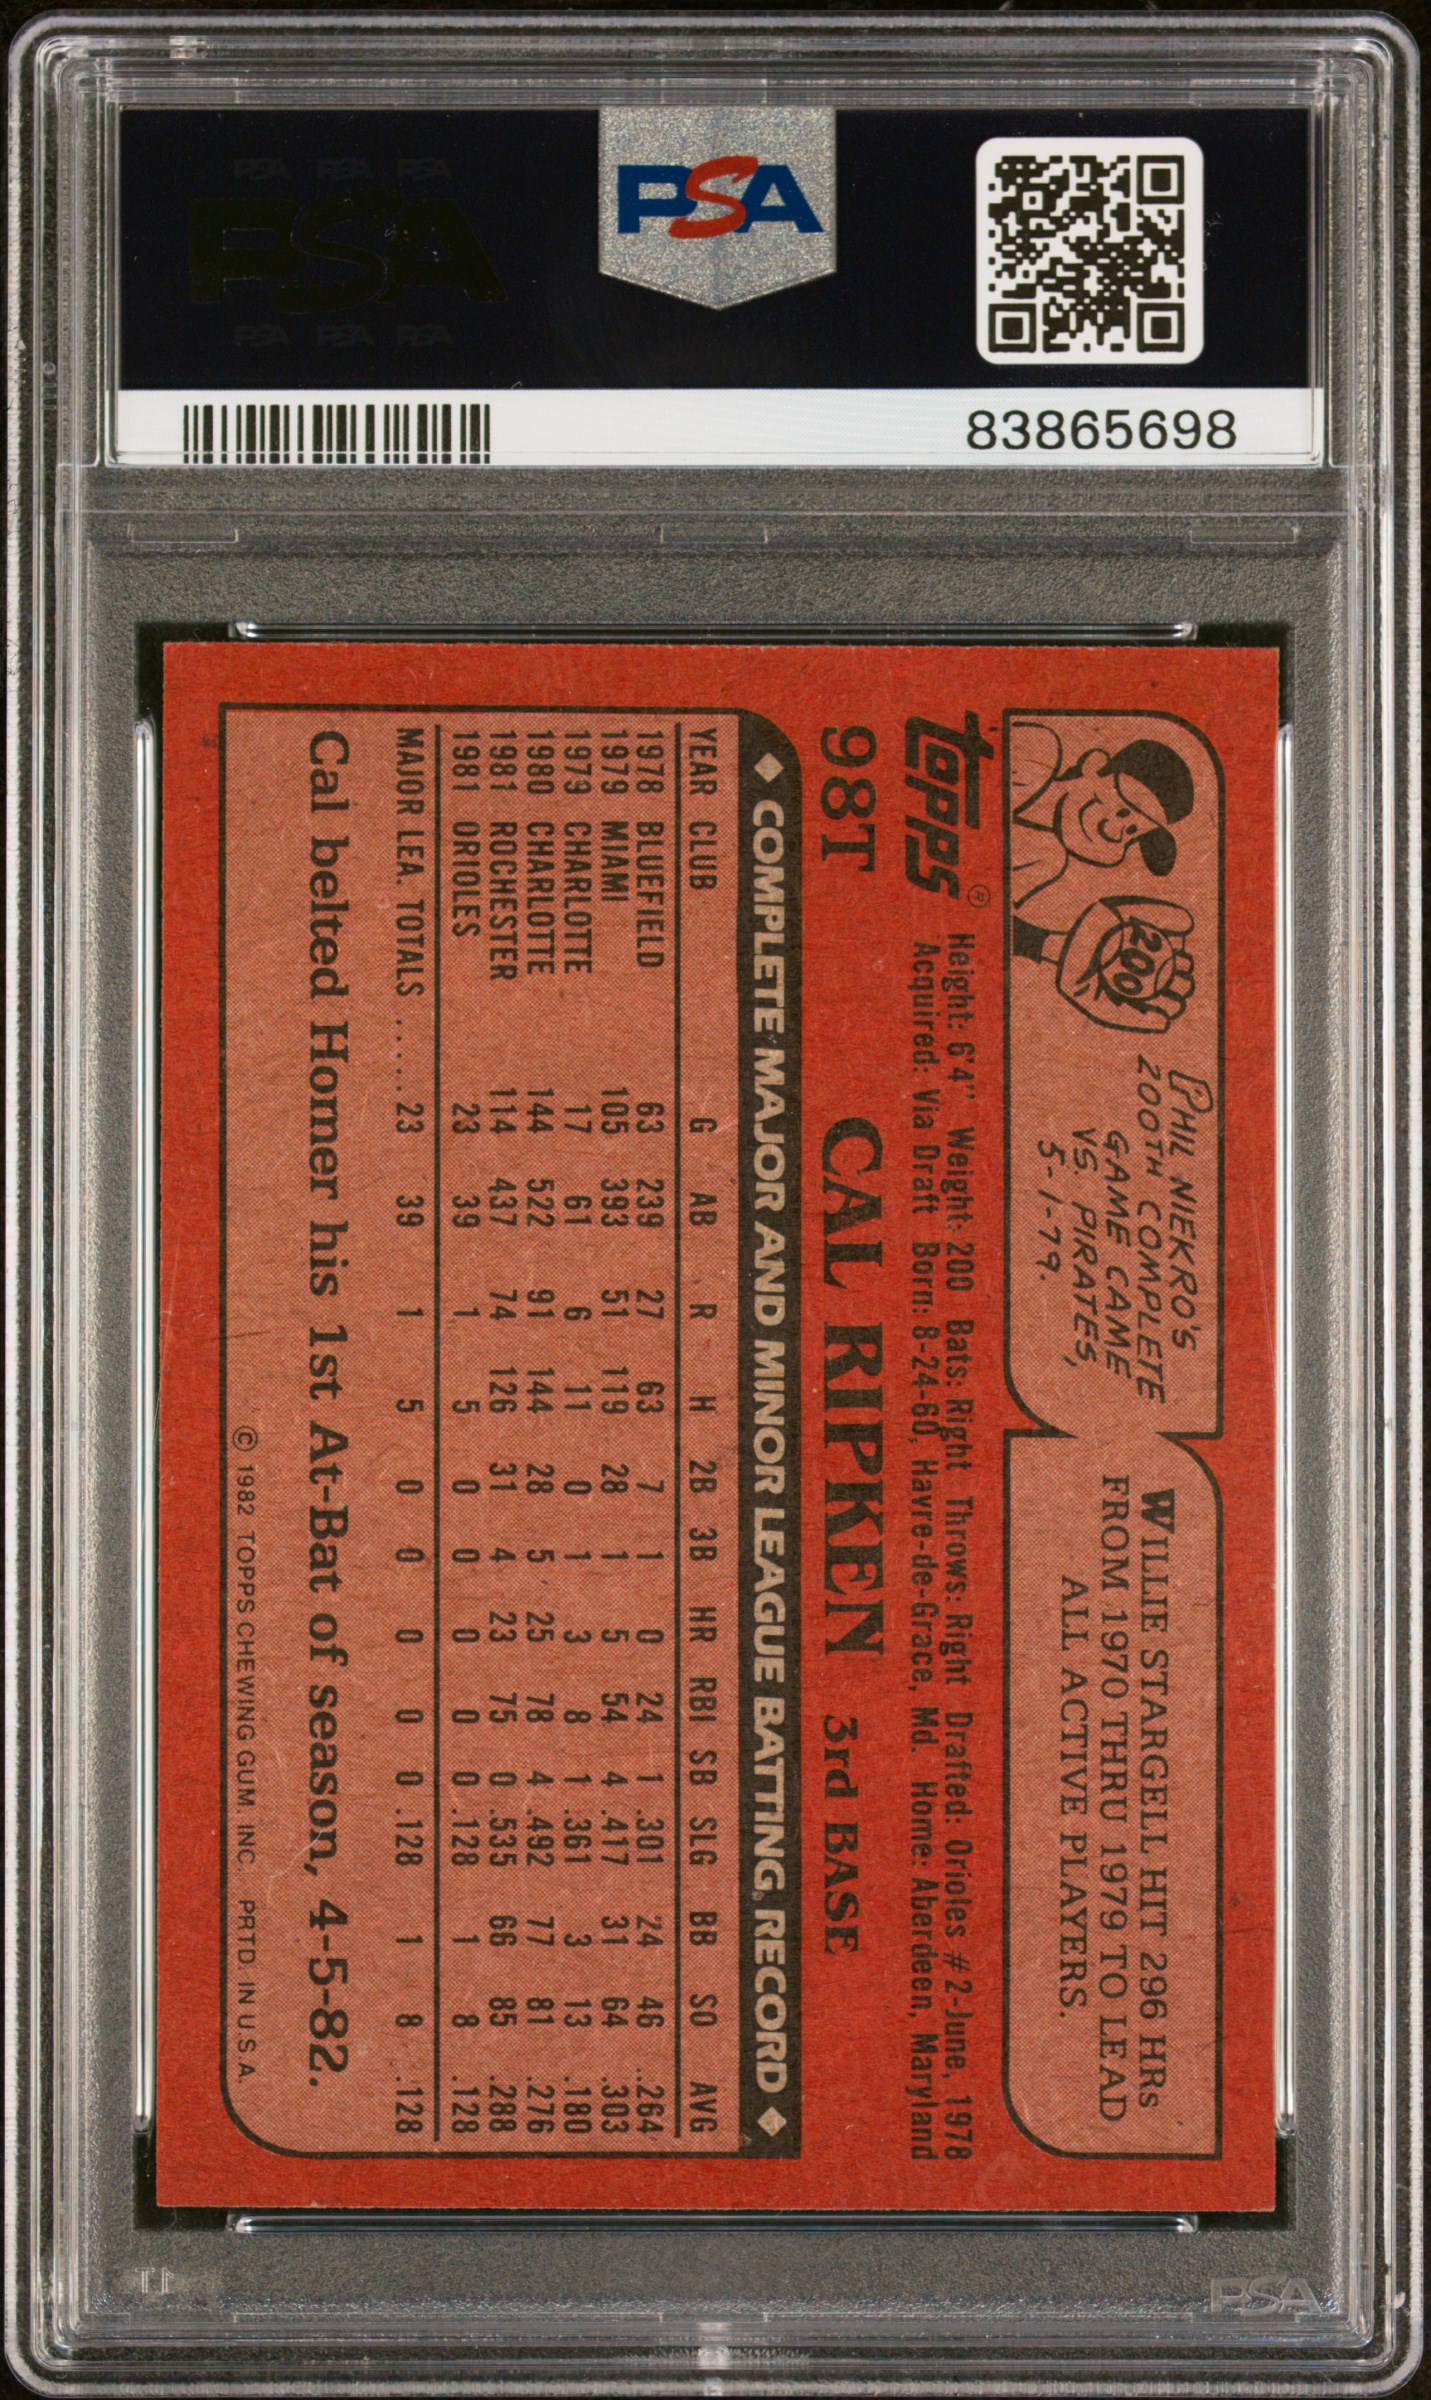 PSA PSA PSA
PSA
PSA PSA PSA
PSA
83865698
PHIL NIEKRO'S
200TH COMPLETE
GAME CAME
VS. PIRATES,
5-1-79.
200
WILLIE STARGELL HIT 296 HRs
FROM 1970 THRU 1979 TO LEAD
ALL ACTIVE PLAYERS.
topps®
Height: 6'4" Weight: 200 Bats: Right Throws: Right Drafted: Orioles #2-June, 1978
Acquired: Via Draft Born: 8-24-60, Havre-de-Grace, Md. Home: Aberdeen, Maryland
98T CAL RIPKEN 3rd BASE
◆ COMPLETE MAJOR AND MINOR LEAGUE BATTING RECORD ◆
YEAR CLUB G AB R H 2B 3B HR RBI SB SLG BB SO AVG
1978 BLUEFIELD 63 239 27 63 7 1 0 24 1 .301 24 46 .264
1979 MIAMI 105 393 51 119 28 1 5 54 4 .417 31 64 .303
1979 CHARLOTTE 17 61 6 11 0 1 3 8 1 .361 3 13 .180
1980 CHARLOTTE 144 522 91 144 28 5 25 78 4 .492 77 81 .276
1981 ROCHESTER 114 437 74 126 31 4 23 75 0 .535 66 85 .288
1981 ORIOLES 23 39 1 5 0 0 0 0 0 .128 1 8 .128
MAJOR LEA. TOTALS ...... 23 39 1 5 0 0 0 0 0 .128 1 8 .128
Cal belted Homer his 1st At-Bat of season, 4-5-82.
© 1982 TOPPS CHEWING GUM, INC. PRTD. IN U.S.A.
PSA